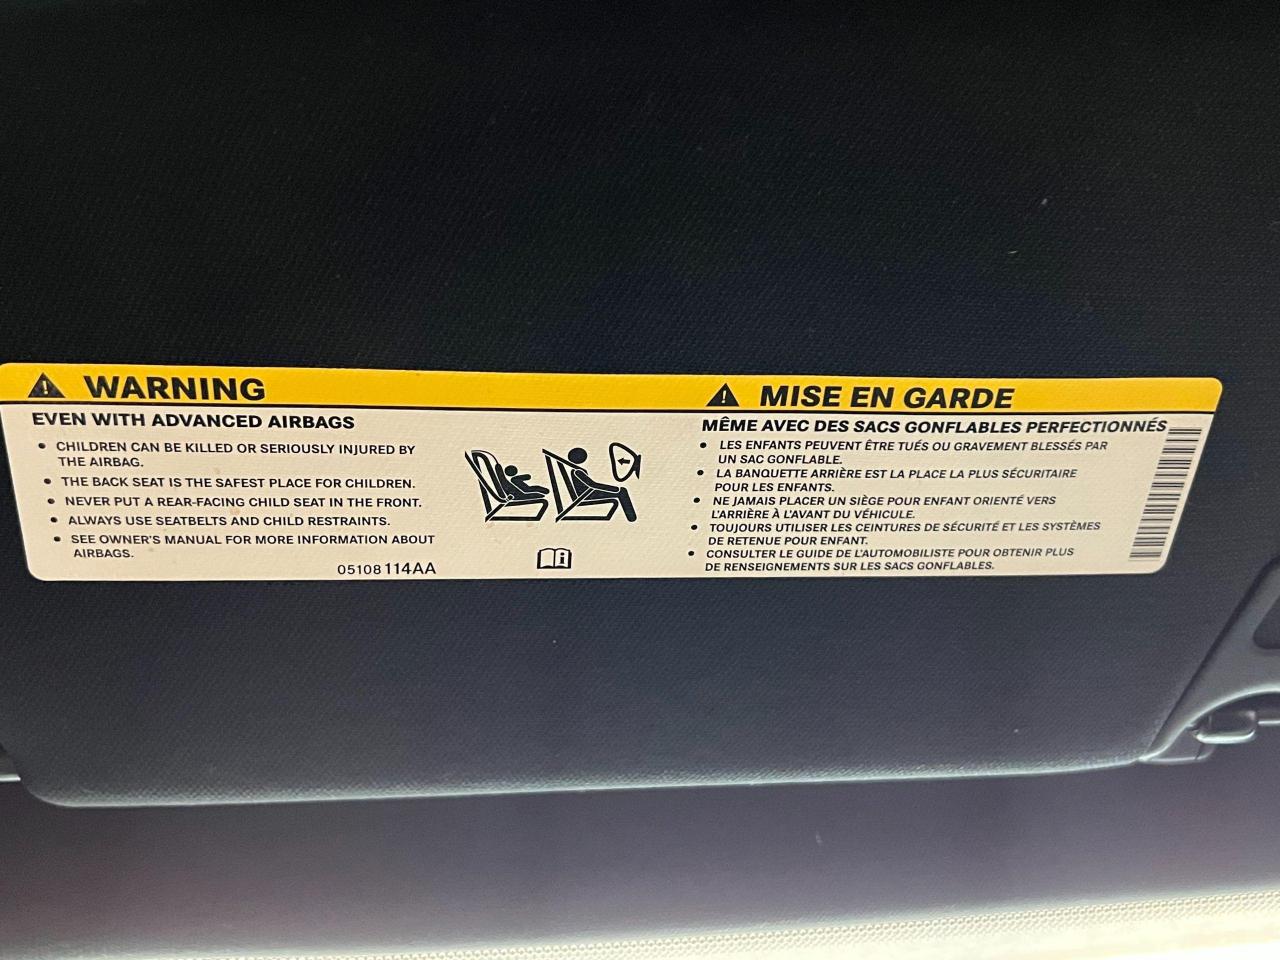 WARNING
EVEN WITH ADVANCED AIRBAGS
• CHILDREN CAN BE KILLED OR SERIOUSLY INJURED BY
THE AIRBAG.
• THE BACK SEAT IS THE SAFEST PLACE FOR CHILDREN.
• NEVER PUT A REAR-FACING CHILD SEAT IN THE FRONT.
• ALWAYS USE SEATBELTS AND CHILD RESTRAINTS.
• SEE OWNER'S MANUAL FOR MORE INFORMATION ABOUT
AIRBAGS.
05108114AA
MISE EN GARDE
MÊME AVEC DES SACS GONFLABLES PERFECTIONNÉS
• LES ENFANTS PEUVENT ÊTRE TUÉS OU GRAVEMENT BLESSÉS PAR
UN SAC GONFLABLE.
• LA BANQUETTE ARRIÈRE EST LA PLACE LA PLUS SÉCURITAIRE
POUR LES ENFANTS.
• NE JAMAIS PLACER UN SIÈGE POUR ENFANT ORIENTÉ VERS
L'ARRIÈRE À L'AVANT DU VÉHICULE.
• TOUJOURS UTILISER LES CEINTURES DE SÉCURITÉ ET LES SYSTÈMES
DE RETENUE POUR ENFANT.
• CONSULTER LE GUIDE DE L'AUTOMOBILISTE POUR OBTENIR PLUS
DE RENSEIGNEMENTS SUR LES SACS GONFLABLES.